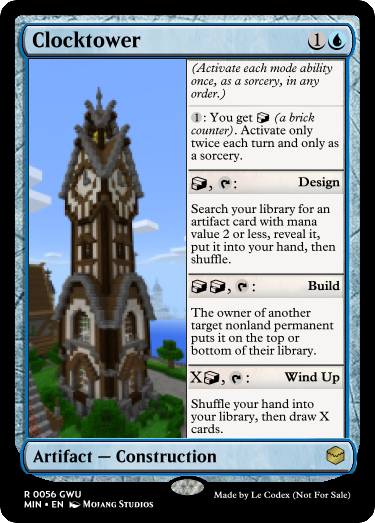 Clocktower 1
(Activate each mode ability
once, as a sorcery, in any
order.)
1: You get (a brick
counter). Activate only
twice each turn and only as
a sorcery.
, : Design
Search your library for an
artifact card with mana
value 2 or less, reveal it,
put it into your hand, then
shuffle.
, : Build
The owner of another
target nonland permanent
puts it on the top or
bottom of their library.
X, : Wind Up
Shuffle your hand into
your library, then draw X
cards.
Artifact — Construction
R 0056 GWU
MIN • EN Mojang Studios
Made by Le Codex (Not For Sale)